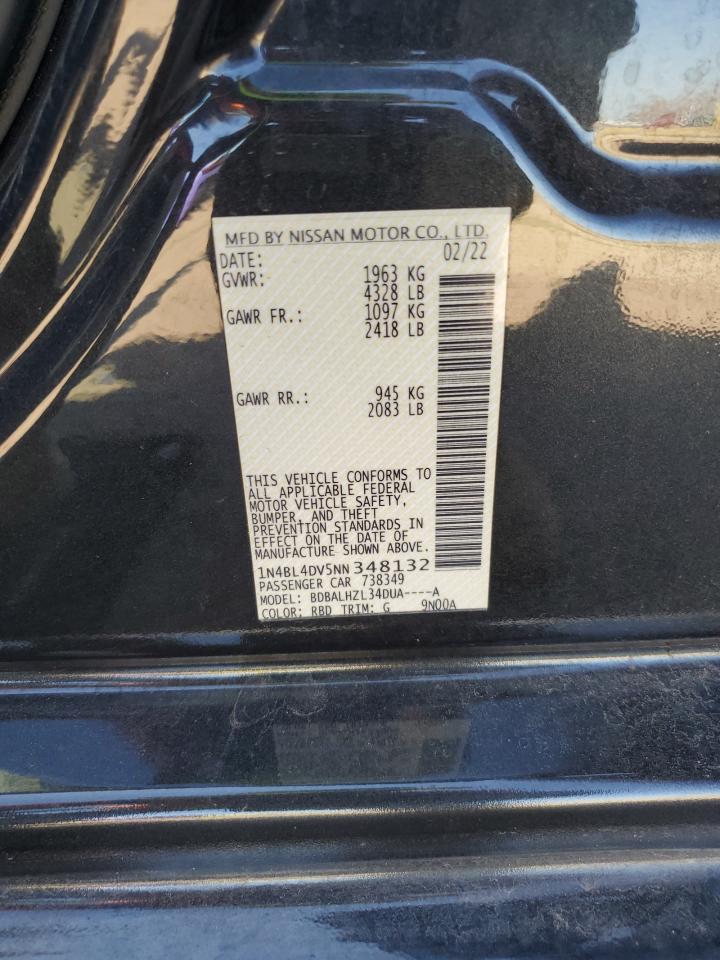 MFD BY NISSAN MOTOR CO., LTD.
DATE: 02/22
GVWR: 1963 KG
4328 LB
GAWR FR.: 1097 KG
2418 LB
GAWR RR.: 945 KG
2083 LB
THIS VEHICLE CONFORMS TO
ALL APPLICABLE FEDERAL
MOTOR VEHICLE SAFETY,
BUMPER, AND THEFT
PREVENTION STANDARDS IN
EFFECT ON THE DATE OF
MANUFACTURE SHOWN ABOVE.
1N4BL4DV5NN348132
PASSENGER CAR 738349
MODEL: BDBALHZL34DUA----A
COLOR: RBD TRIM: G 9N00A